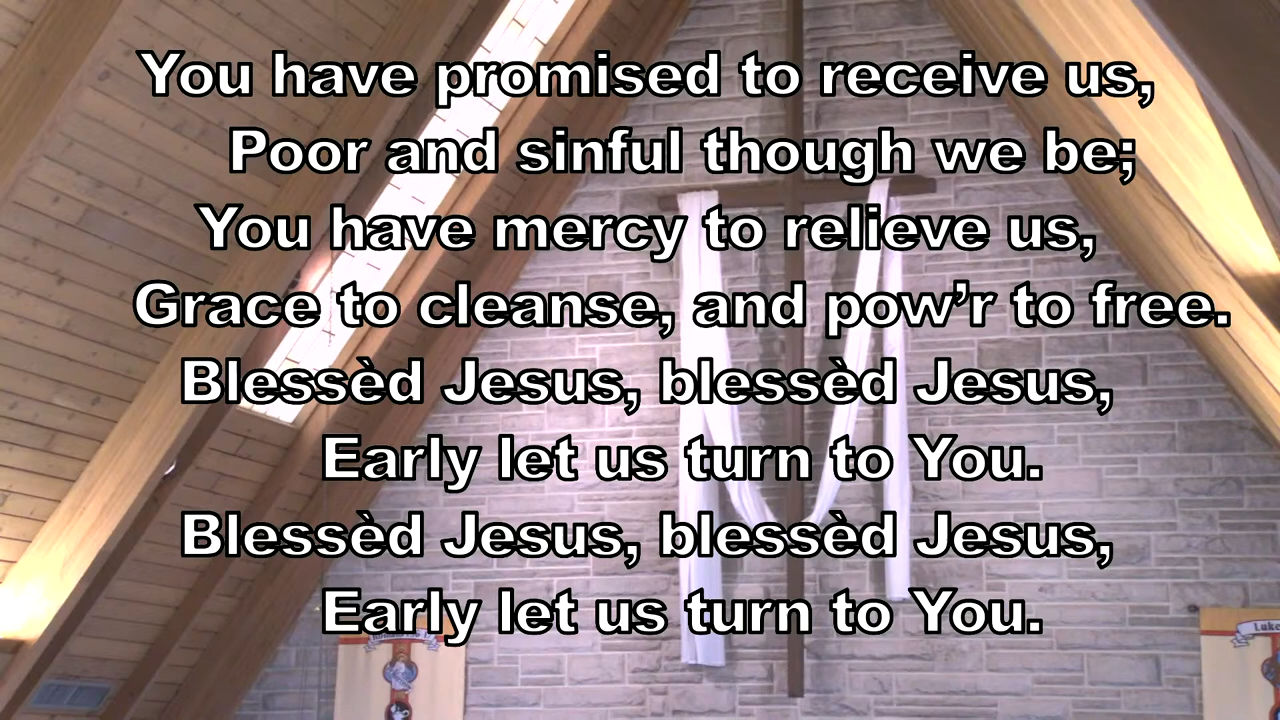 You have promised to receive us,
Poor and sinful though we be;
You have mercy to relieve us,
Grace to cleanse, and pow’r to free.
Blessèd Jesus, blessèd Jesus,
Early let us turn to You.
Blessèd Jesus, blessèd Jesus,
Early let us turn to You.
Luke